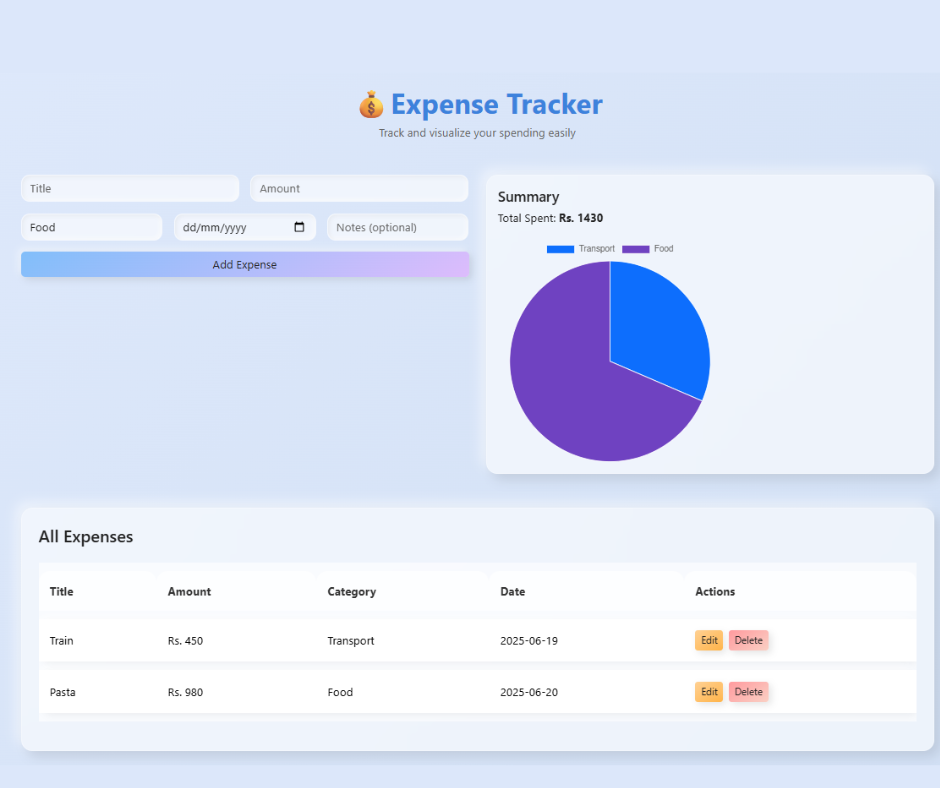 💰 Expense Tracker
Track and visualize your spending easily
Title Amount
Food dd/mm/yyyy Notes (optional)
Add Expense
Summary
Total Spent: Rs. 1430
Transport Food
All Expenses
Title Amount Category Date Actions
Train Rs. 450 Transport 2025-06-19 Edit Delete
Pasta Rs. 980 Food 2025-06-20 Edit Delete